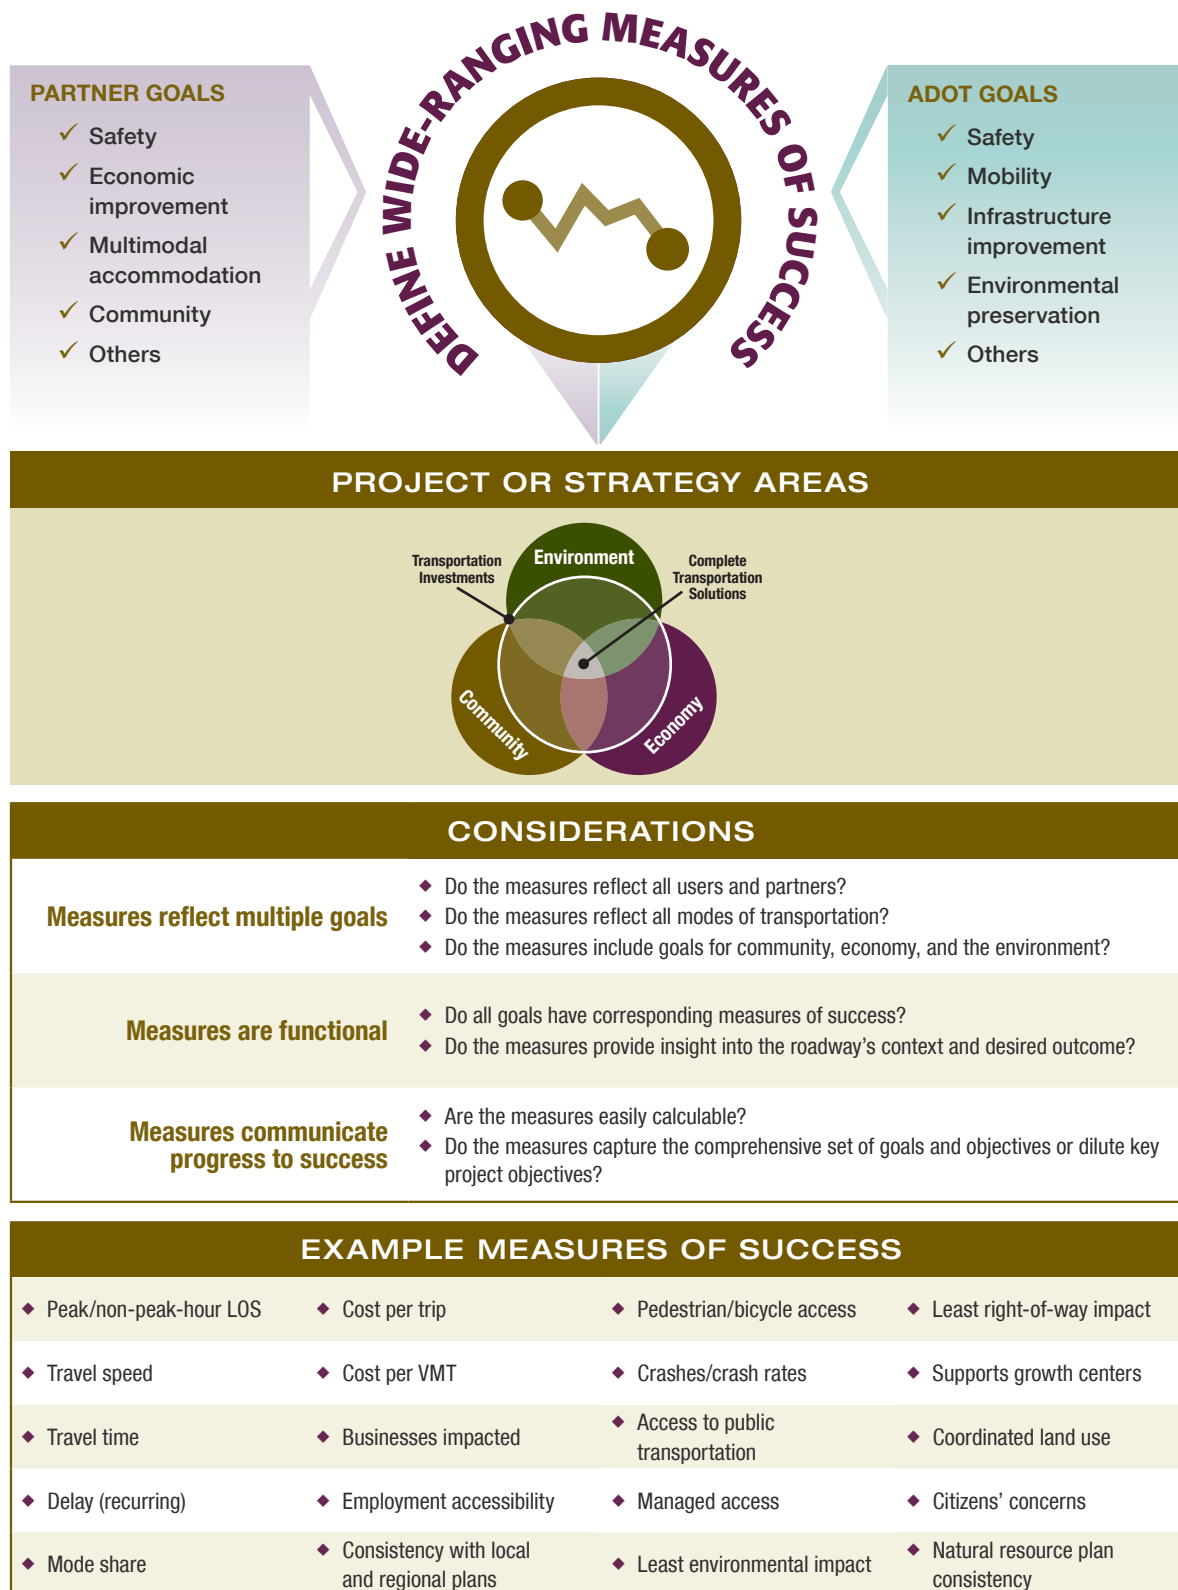 DEFINE WIDE-RANGING MEASURES OF SUCCESS
PARTNER GOALS
✓ Safety
✓ Economic
improvement
✓ Multimodal
accommodation
✓ Community
✓ Others
ADOT GOALS
✓ Safety
✓ Mobility
✓ Infrastructure
improvement
✓ Environmental
preservation
✓ Others
PROJECT OR STRATEGY AREAS
Transportation
Investments
Environment
Complete
Transportation
Solutions
Community
Economy
CONSIDERATIONS
Measures reflect multiple goals
◆ Do the measures reflect all users and partners?
◆ Do the measures reflect all modes of transportation?
◆ Do the measures include goals for community, economy, and the environment?
Measures are functional
◆ Do all goals have corresponding measures of success?
◆ Do the measures provide insight into the roadway’s context and desired outcome?
Measures communicate
progress to success
◆ Are the measures easily calculable?
◆ Do the measures capture the comprehensive set of goals and objectives or dilute key
project objectives?
EXAMPLE MEASURES OF SUCCESS
◆ Peak/non-peak-hour LOS
◆ Cost per trip
◆ Pedestrian/bicycle access
◆ Least right-of-way impact
◆ Travel speed
◆ Cost per VMT
◆ Crashes/crash rates
◆ Supports growth centers
◆ Travel time
◆ Businesses impacted
◆ Access to public
transportation
◆ Coordinated land use
◆ Delay (recurring)
◆ Employment accessibility
◆ Managed access
◆ Citizens’ concerns
◆ Mode share
◆ Consistency with local
and regional plans
◆ Least environmental impact
◆ Natural resource plan
consistency